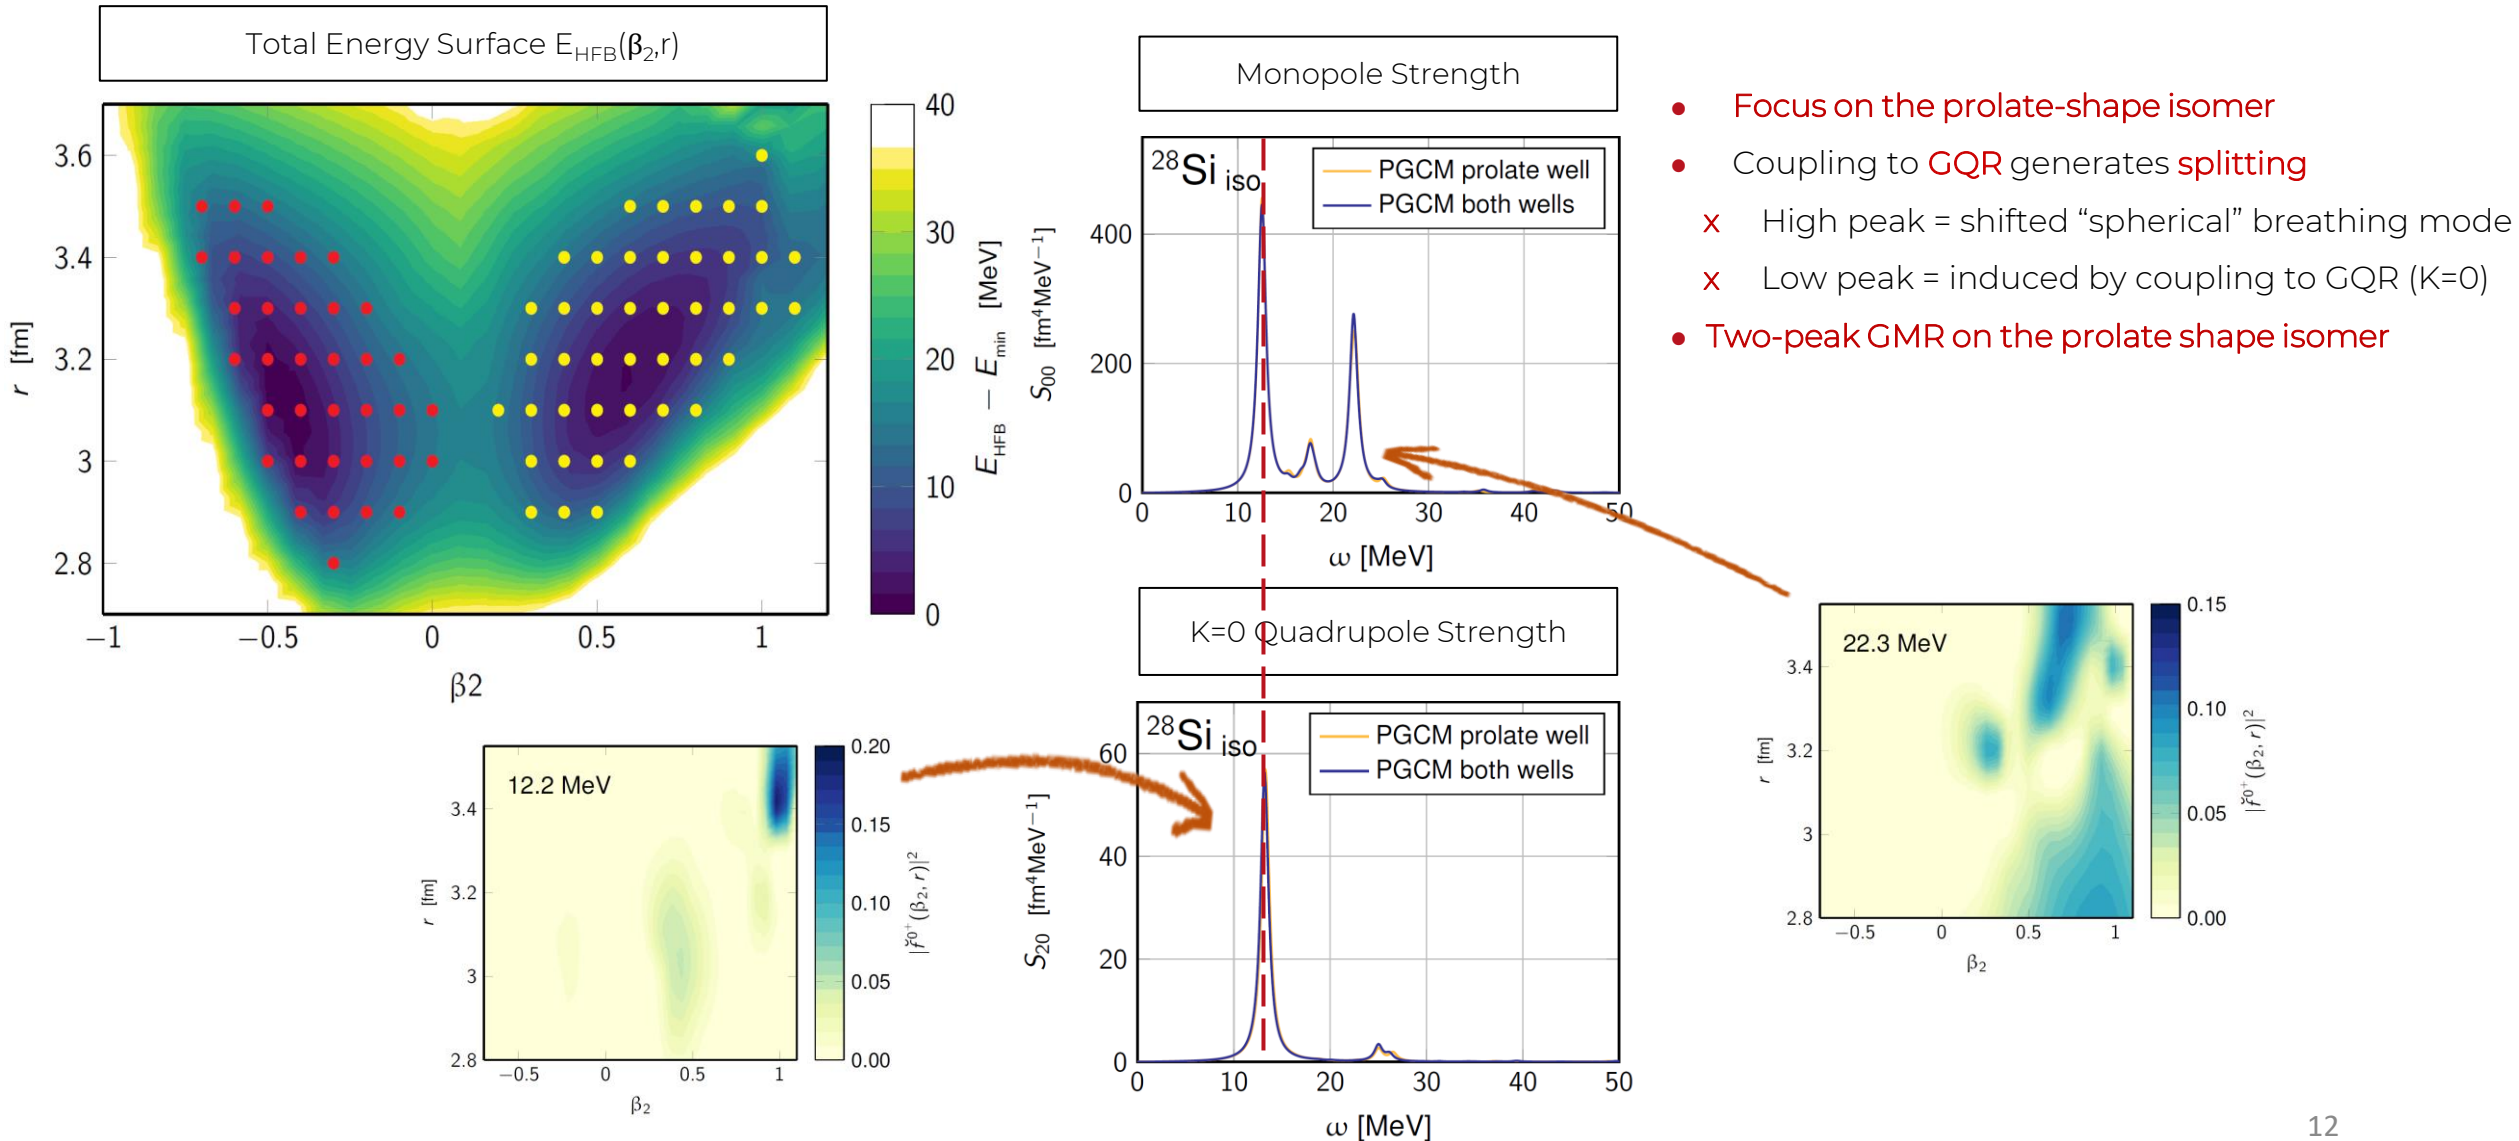 Total Energy Surface E_HFB(β₂,r)
40
30
20
10
0
E_HFB — E_min [MeV]
3.6
3.4
3.2
3
2.8
r [fm]
−1 −0.5 0 0.5 1
β2
Monopole Strength
²⁸Si iso
PGCM prolate well
PGCM both wells
400
200
0
S₀₀ [fm⁴MeV⁻¹]
0 10 20 30 40 50
ω [MeV]
• Focus on the prolate-shape isomer
• Coupling to GQR generates splitting
x High peak = shifted “spherical” breathing mode
x Low peak = induced by coupling to GQR (K=0)
• Two-peak GMR on the prolate shape isomer
K=0 Quadrupole Strength
²⁸Si iso
PGCM prolate well
PGCM both wells
60
40
20
0
S₂₀ [fm⁴MeV⁻¹]
0 10 20 30 40 50
ω [MeV]
12.2 MeV
3.4
3.2
3
2.8
r [fm]
−0.5 0 0.5 1
β₂
0.20
0.15
0.10
0.05
0.00
|f̆⁰⁺(β₂, r)|²
22.3 MeV
3.4
3.2
3
2.8
r [fm]
−0.5 0 0.5 1
β₂
0.15
0.10
0.05
0.00
|f̆⁰⁺(β₂, r)|²
12